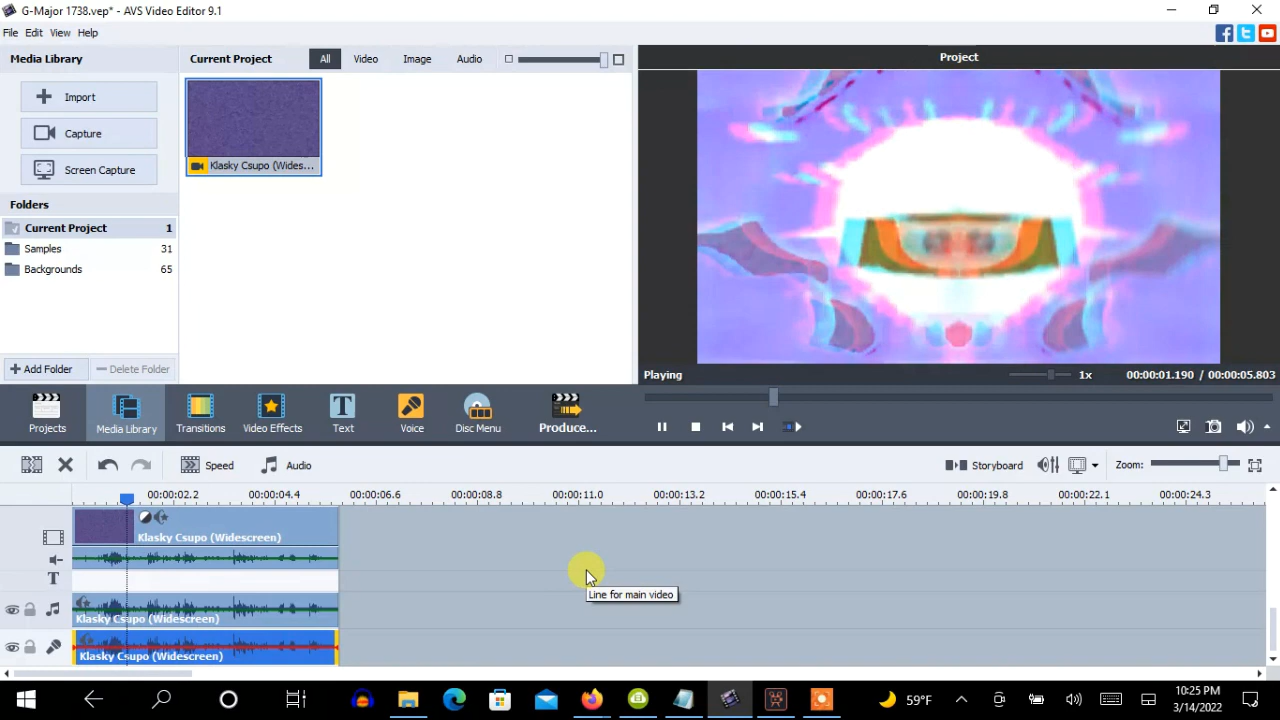 G-Major 1738.vep* - AVS Video Editor 9.1
File Edit View Help
Media Library
Current Project All Video Image Audio
Project
Import
Capture
Screen Capture
Klasky Csupo (Wides...
Folders
Current Project 1
Samples 31
Backgrounds 65
Add Folder Delete Folder
Playing 1x 00:00:01.190 / 00:00:05.803
Projects Media Library Transitions Video Effects Text Voice Disc Menu Produce...
Speed Audio Storyboard Zoom:
00:00:02.2 00:00:04.4 00:00:06.6 00:00:08.8 00:00:11.0 00:00:13.2 00:00:15.4 00:00:17.6 00:00:19.8 00:00:22.1 00:00:24.3
Klasky Csupo (Widescreen)
T
Line for main video
Klasky Csupo (Widescreen)
Klasky Csupo (Widescreen)
59°F
10:25 PM
3/14/2022